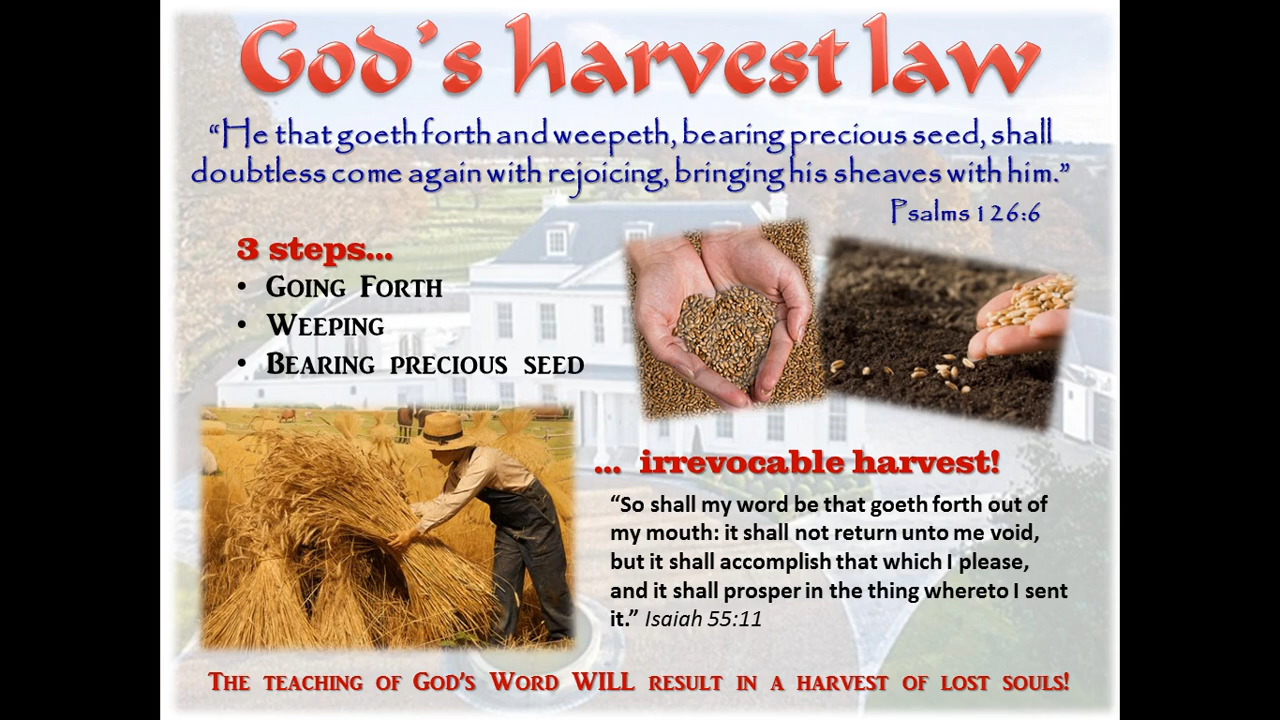 God's harvest law
“He that goeth forth and weepeth, bearing precious seed, shall
doubtless come again with rejoicing, bringing his sheaves with him.”
Psalms 126:6
3 steps...
• Going Forth
• Weeping
• Bearing precious seed
... irrevocable harvest!
“So shall my word be that goeth forth out of
my mouth: it shall not return unto me void,
but it shall accomplish that which I please,
and it shall prosper in the thing whereto I sent
it.” Isaiah 55:11
The teaching of God's Word WILL result in a harvest of lost souls!